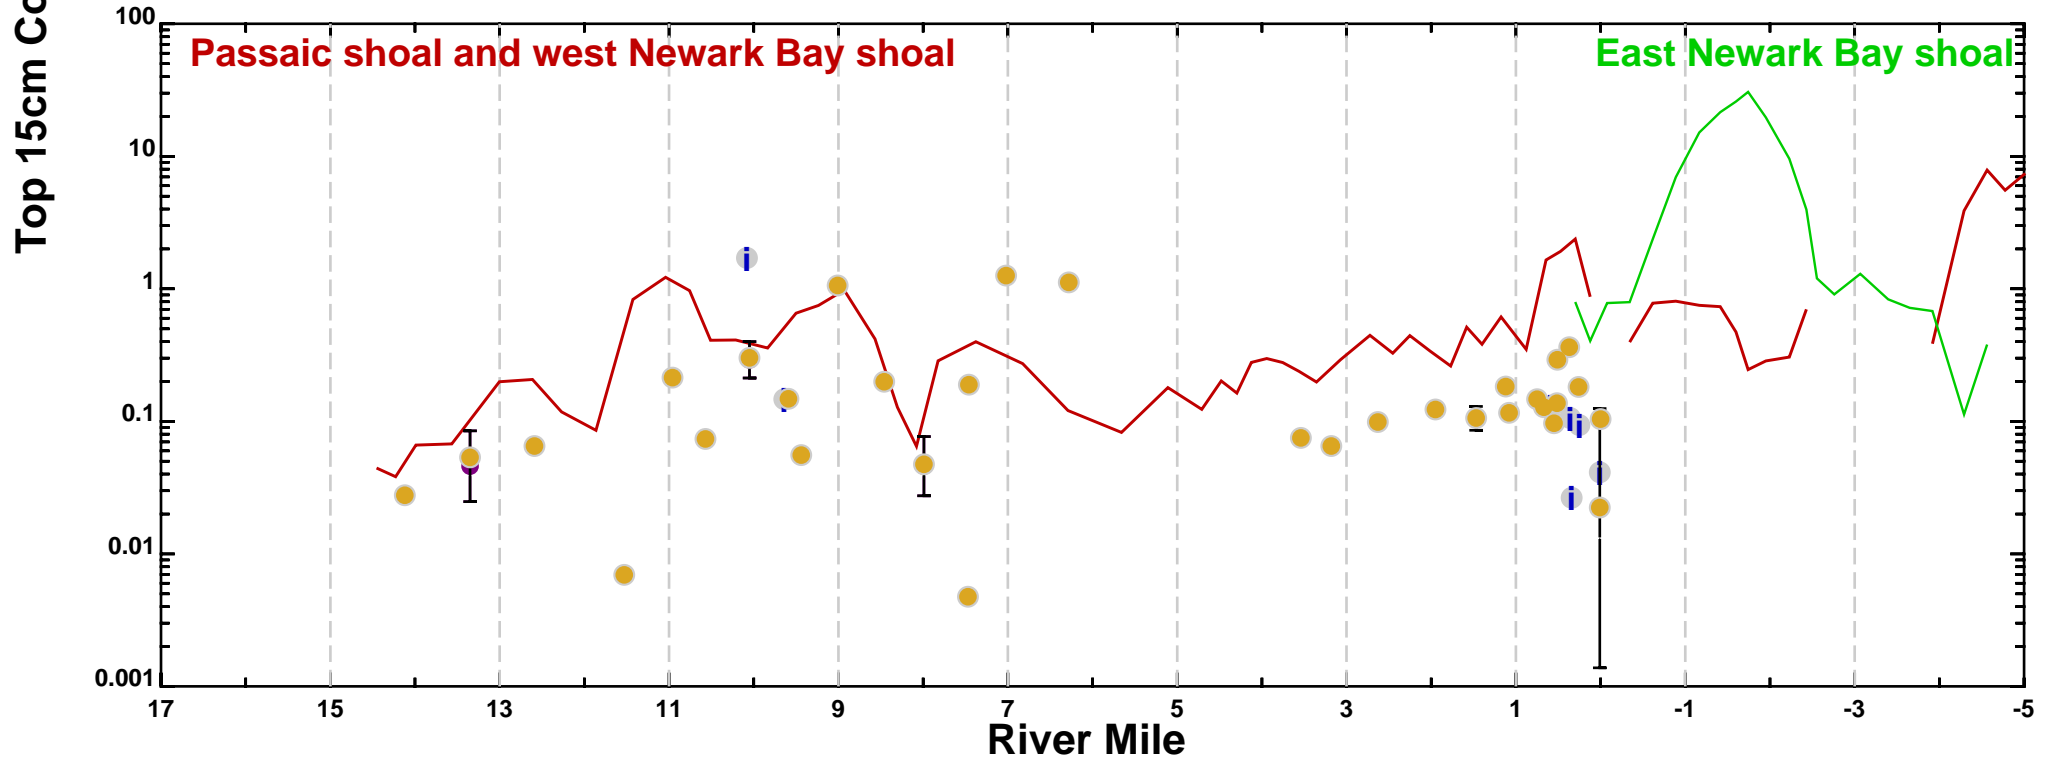 Top 15cm
Passaic shoal and west Newark Bay shoal
East Newark Bay shoal
100
10
1
0.1
0.01
0.001
17 15 13 11 9 7 5 3 1 -1 -3 -5
River Mile